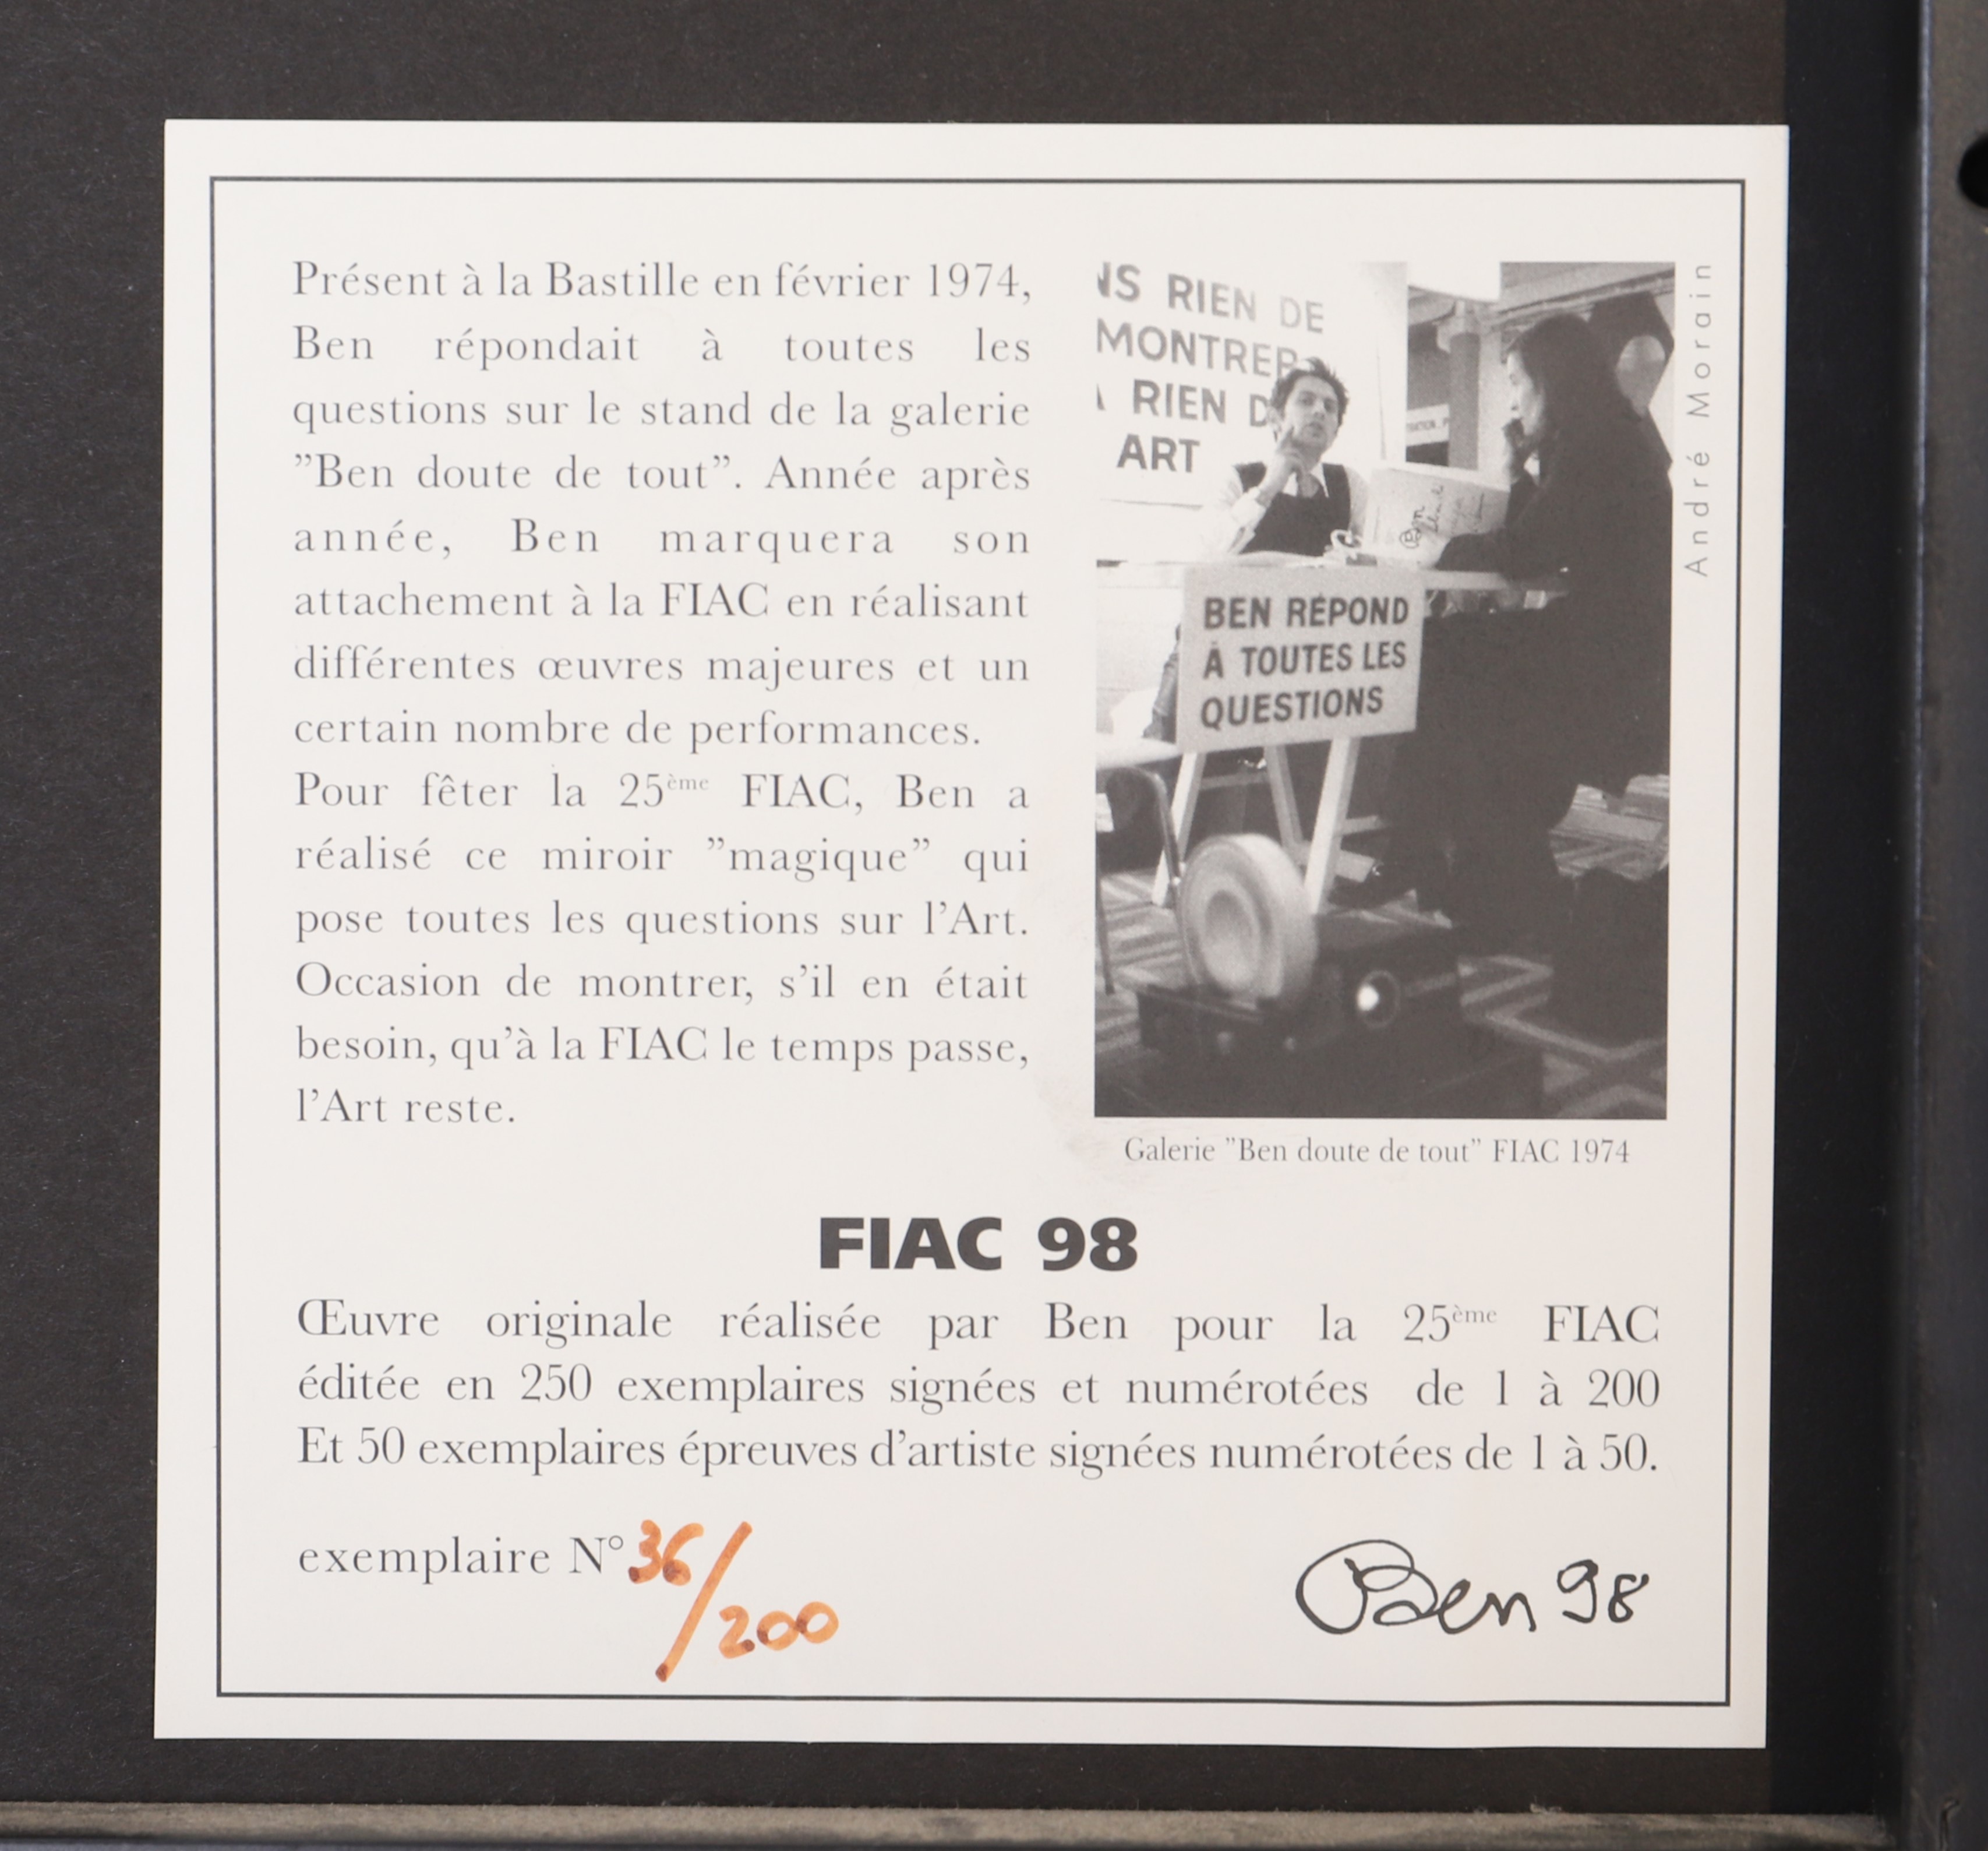 Présent à la Bastille en février 1974,
Ben répondait à toutes les
questions sur le stand de la galerie
”Ben doute de tout”. Année après
année, Ben marquera son
attachement à la FIAC en réalisant
différentes œuvres majeures et un
certain nombre de performances.
Pour fêter la 25ème FIAC, Ben a
réalisé ce miroir ”magique” qui
pose toutes les questions sur l’Art.
Occasion de montrer, s’il en était
besoin, qu’à la FIAC le temps passe,
l’Art reste.
RIEN DE
MONTRER
RIEN
ART
Ben
BEN RÉPOND
À TOUTES LES
QUESTIONS
André Morain
Galerie ”Ben doute de tout” FIAC 1974
FIAC 98
Œuvre originale réalisée par Ben pour la 25ème FIAC
éditée en 250 exemplaires signées et numérotées de 1 à 200
Et 50 exemplaires épreuves d’artiste signées numérotées de 1 à 50.
exemplaire N° 36/200
Ben 98